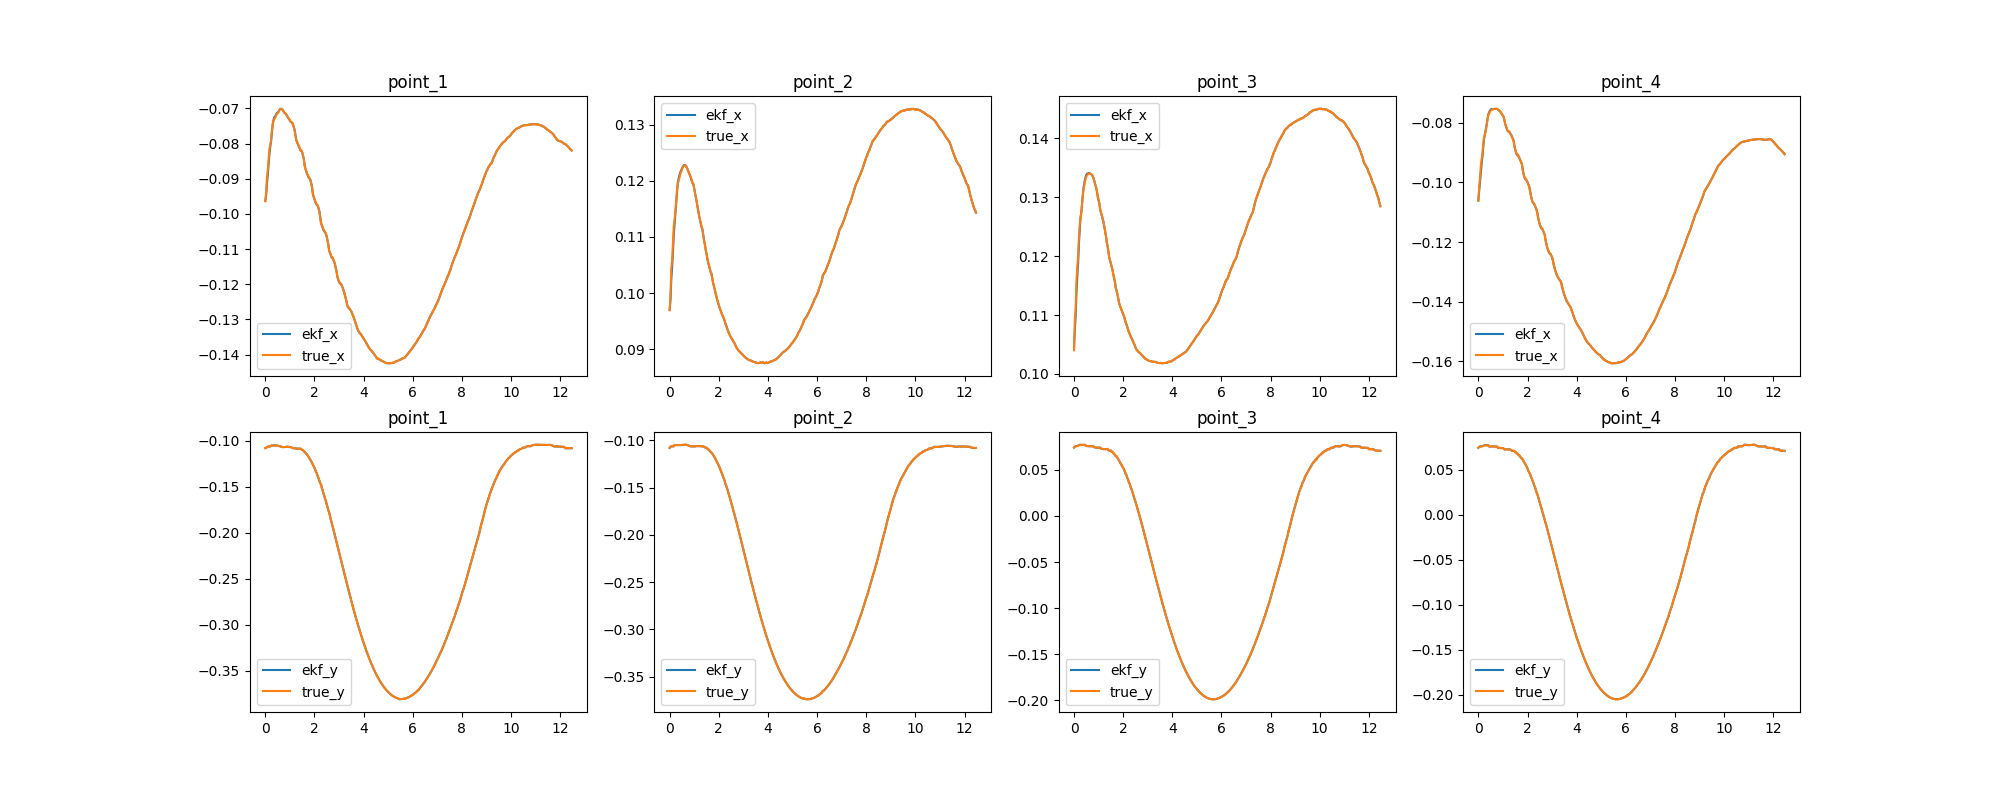 point_1
−0.07
−0.08
−0.09
−0.10
−0.11
−0.12
−0.13
−0.14
ekf_x
true_x
0 2 4 6 8 10 12
point_2
0.13
0.12
0.11
0.10
0.09
ekf_x
true_x
0 2 4 6 8 10 12
point_3
0.14
0.13
0.12
0.11
0.10
ekf_x
true_x
0 2 4 6 8 10 12
point_4
−0.08
−0.10
−0.12
−0.14
−0.16
ekf_x
true_x
0 2 4 6 8 10 12
point_1
−0.10
−0.15
−0.20
−0.25
−0.30
−0.35
ekf_y
true_y
0 2 4 6 8 10 12
point_2
−0.10
−0.15
−0.20
−0.25
−0.30
−0.35
ekf_y
true_y
0 2 4 6 8 10 12
point_3
0.05
0.00
−0.05
−0.10
−0.15
−0.20
ekf_y
true_y
0 2 4 6 8 10 12
point_4
0.05
0.00
−0.05
−0.10
−0.15
−0.20
ekf_y
true_y
0 2 4 6 8 10 12